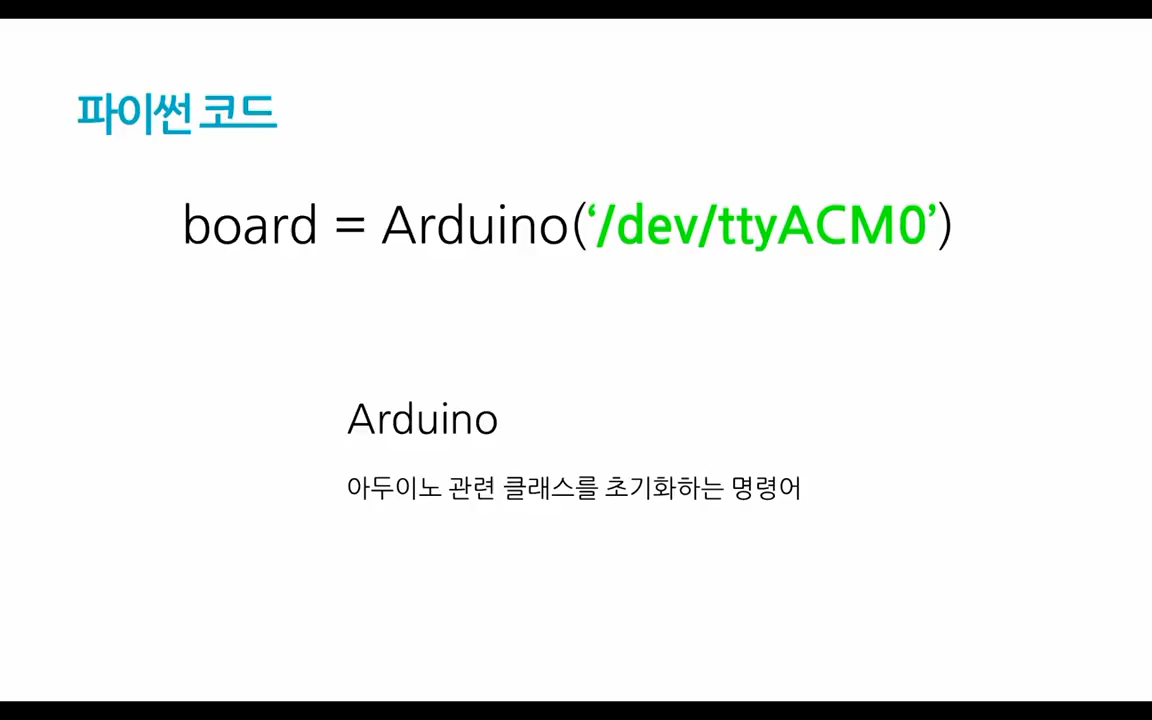 파이썬 코드
board = Arduino(‘/dev/ttyACM0’)
Arduino
아두이노 관련 클래스를 초기화하는 명령어